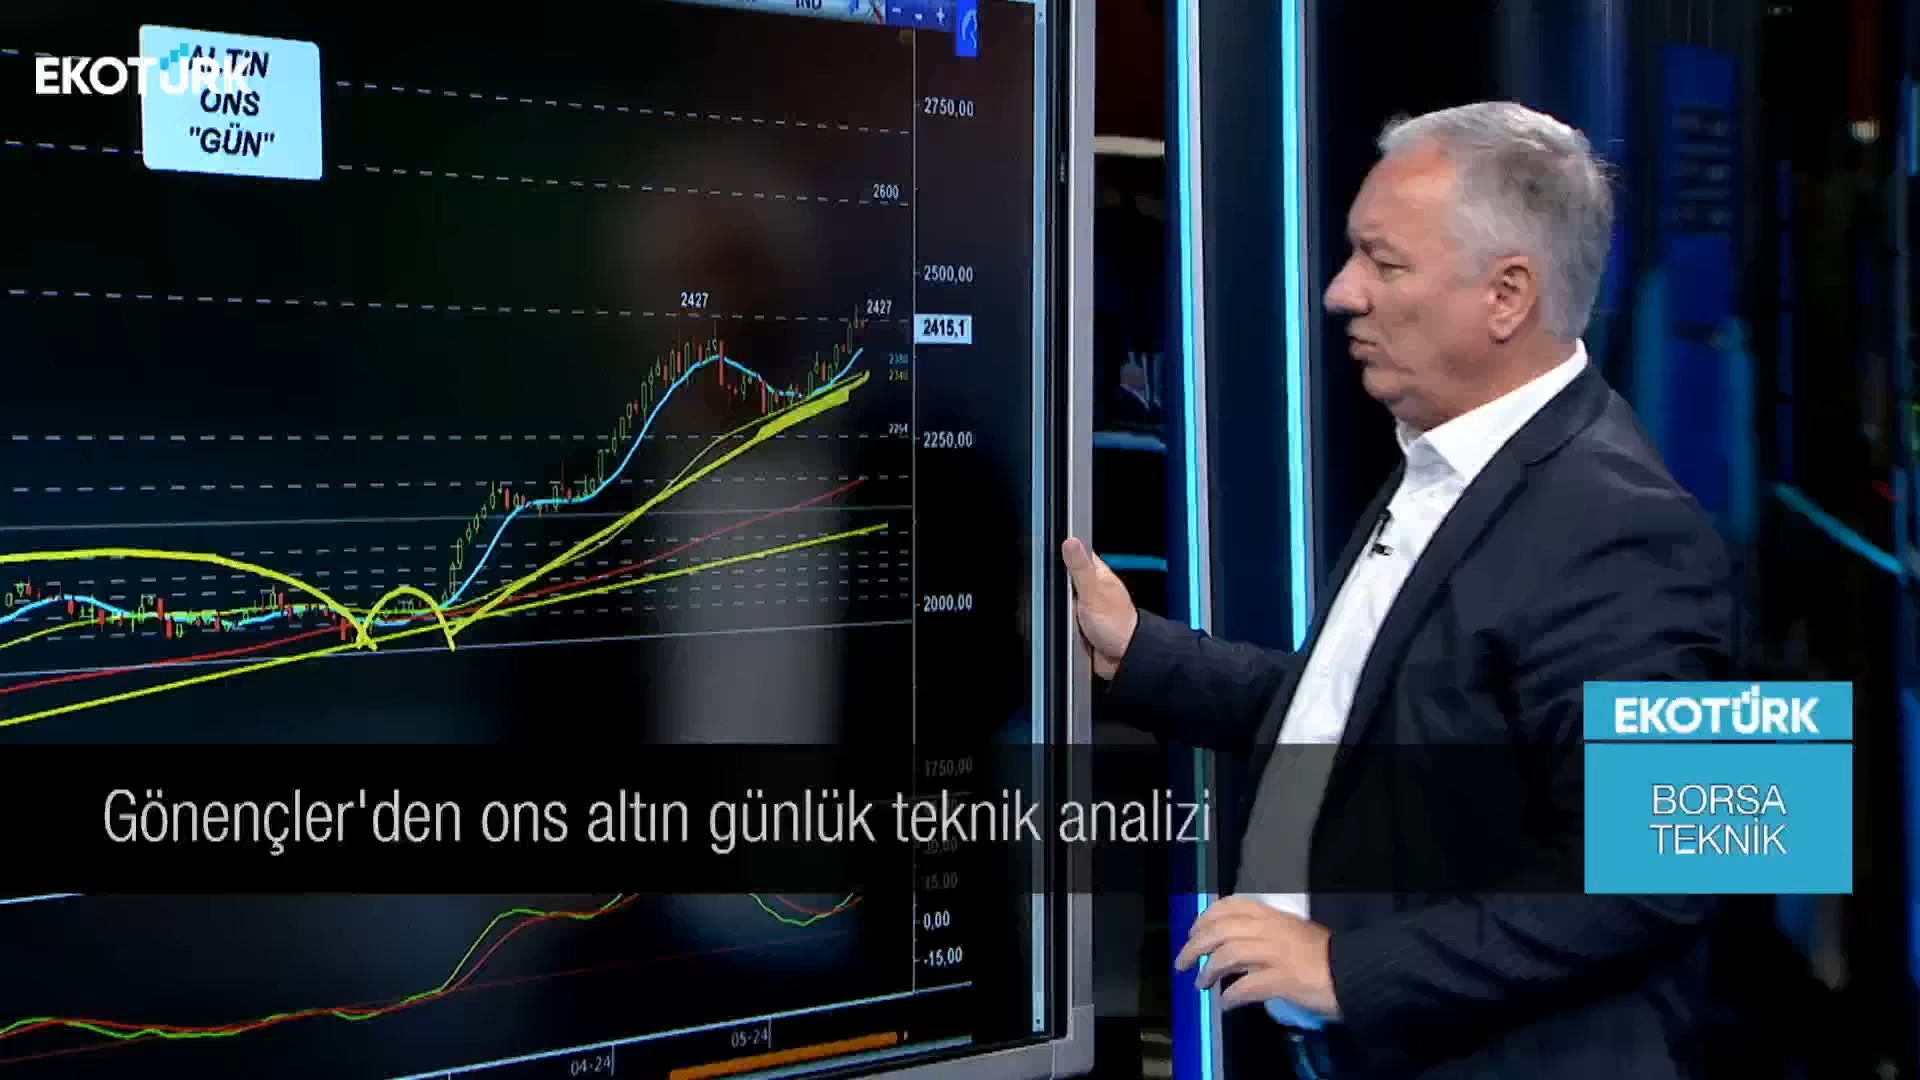 EKOTÜRK
ALTIN
ONS
"GÜN"
2750,00
2600
2500,00
2427
2427
2415,1
2250,00
2000,00
1750,00
Gönençler'den ons altın günlük teknik analizi
EKOTÜRK
BORSA
TEKNİK
15,00
0,00
-15,00
05-24
04-24